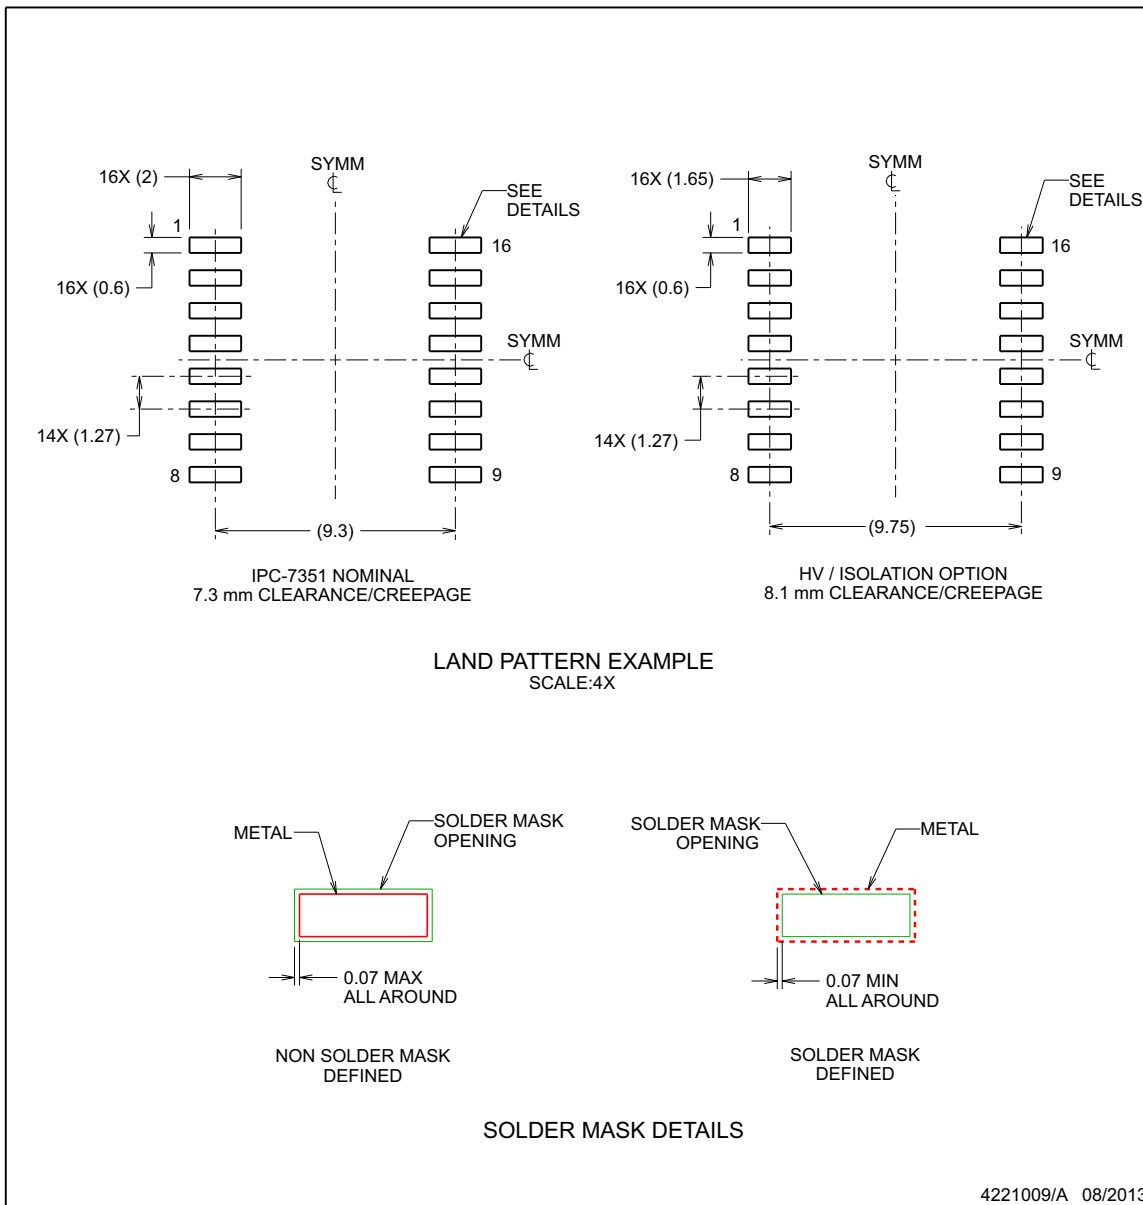 SYMM
16X (2)
SEE
DETAILS
1
16
16X (0.6)
SYMM
14X (1.27)
8
9
(9.3)
IPC-7351 NOMINAL
7.3 mm CLEARANCE/CREEPAGE
SYMM
16X (1.65)
SEE
DETAILS
1
16
16X (0.6)
SYMM
14X (1.27)
8
9
(9.75)
HV / ISOLATION OPTION
8.1 mm CLEARANCE/CREEPAGE
LAND PATTERN EXAMPLE
SCALE:4X
METAL
SOLDER MASK
OPENING
0.07 MAX
ALL AROUND
NON SOLDER MASK
DEFINED
SOLDER MASK
OPENING
METAL
0.07 MIN
ALL AROUND
SOLDER MASK
DEFINED
SOLDER MASK DETAILS
4221009/A 08/2013